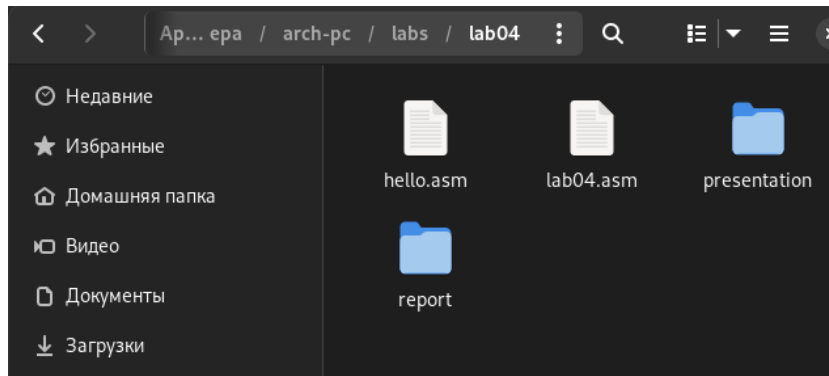 Ар... ера / arch-pc / labs / lab04
Недавние
Избранные
Домашняя папка
Видео
Документы
Загрузки
hello.asm
lab04.asm
presentation
report